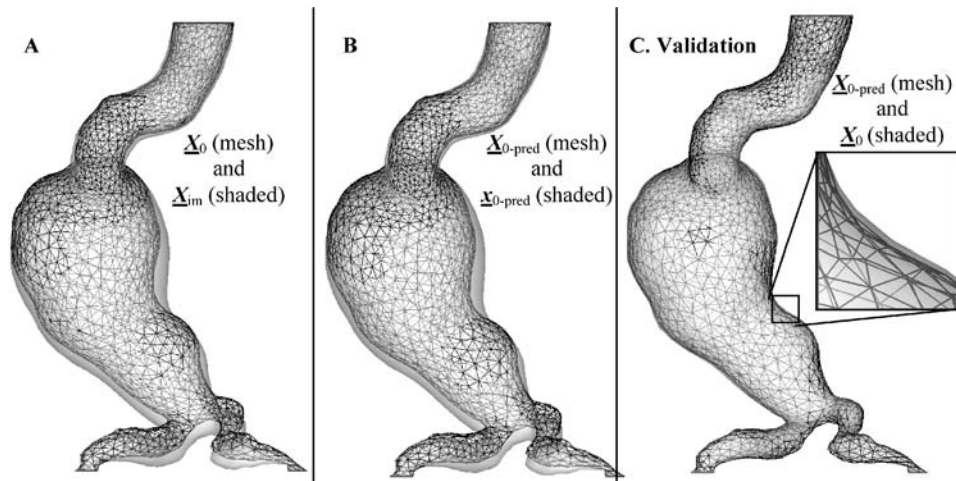 A
X0 (mesh)
and
Xim (shaded)
B
X0-pred (mesh)
and
x0-pred (shaded)
C. Validation
X0-pred (mesh)
and
X0 (shaded)